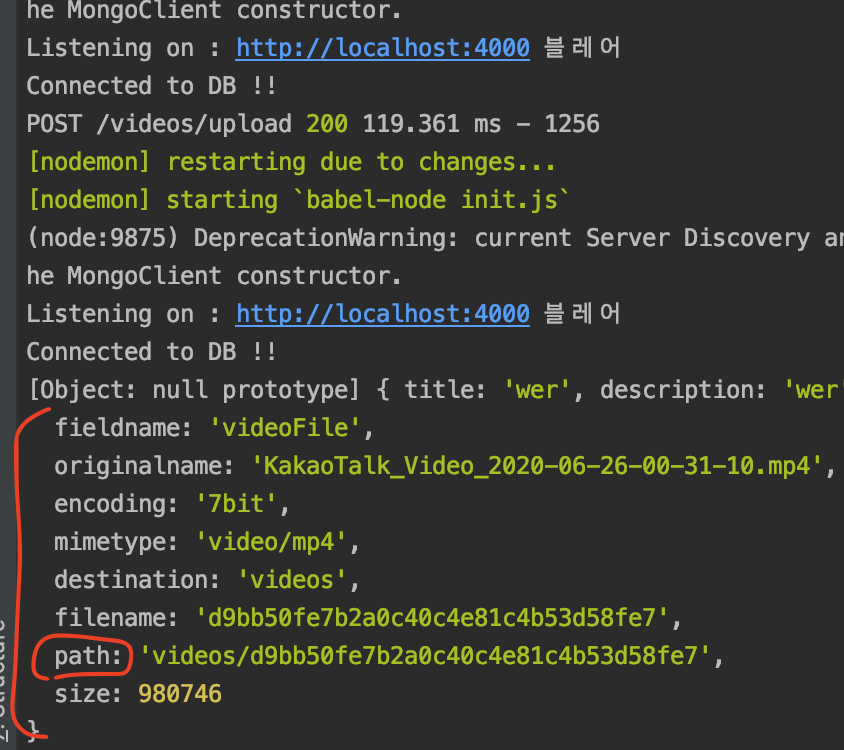 he MongoClient constructor.
Listening on : http://localhost:4000 블레어
Connected to DB !!
POST /videos/upload 200 119.361 ms - 1256
[nodemon] restarting due to changes...
[nodemon] starting `babel-node init.js`
(node:9875) DeprecationWarning: current Server Discovery an
he MongoClient constructor.
Listening on : http://localhost:4000 블레어
Connected to DB !!
[Object: null prototype] { title: 'wer', description: 'wer'
fieldname: 'videoFile',
originalname: 'KakaoTalk_Video_2020-06-26-00-31-10.mp4',
encoding: '7bit',
mimetype: 'video/mp4',
destination: 'videos',
filename: 'd9bb50fe7b2a0c40c4e81c4b53d58fe7',
path: 'videos/d9bb50fe7b2a0c40c4e81c4b53d58fe7',
size: 980746
}
Z: Structure